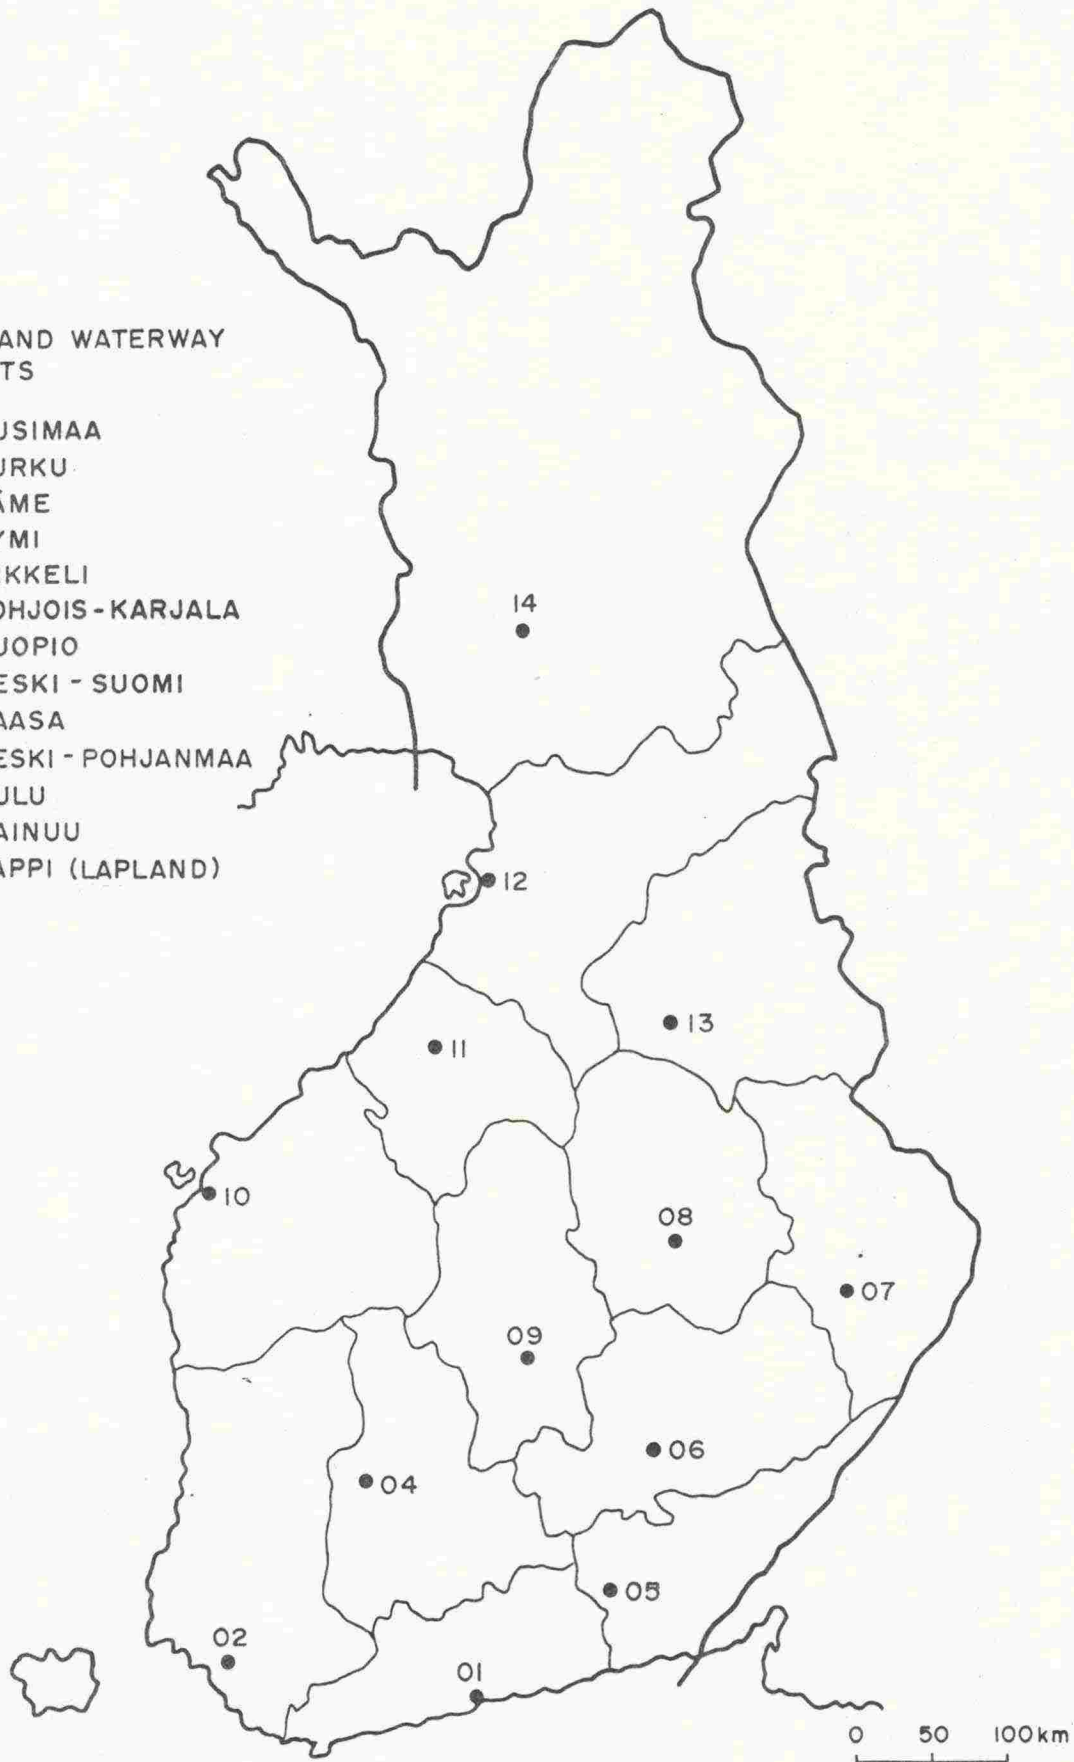 AND WATERWAY
TS
USIMAA
URKU
ÄME
YMI
IKKELI
OHJOIS-KARJALA
UOPIO
ESKI-SUOMI
AASA
ESKI-POHJANMAA
ULU
AINUU
APPI (LAPLAND)
14
12
13
11
10
08
07
09
06
04
05
02
01
0 50 100km